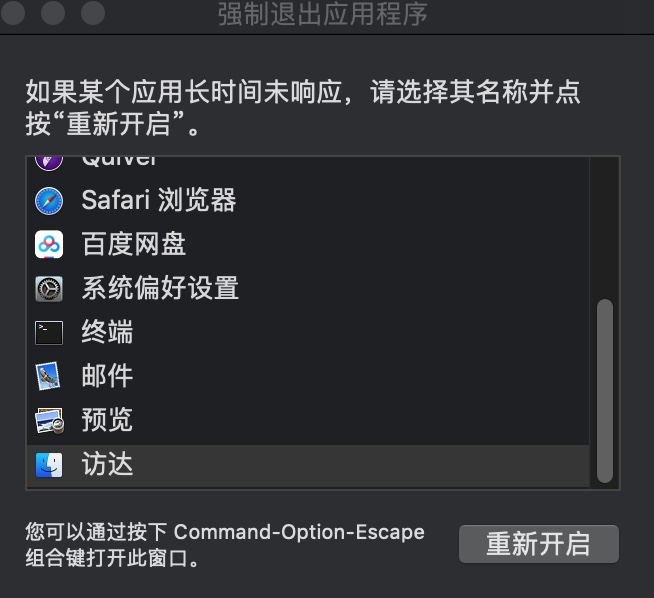 强制退出应用程序
如果某个应用长时间未响应，请选择其名称并点
按“重新开启”。
Quiver
Safari 浏览器
百度网盘
系统偏好设置
终端
邮件
预览
访达
您可以通过按下 Command-Option-Escape
组合键打开此窗口。
重新开启